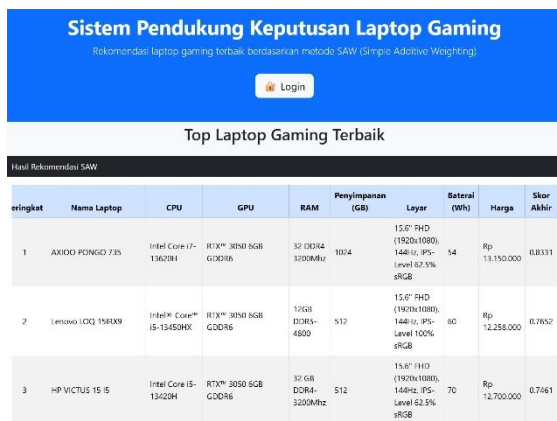 Sistem Pendukung Keputusan Laptop Gaming
Rekomendasi laptop gaming terbaik berdasarkan metode SAW (Simple Additive Weighting)
Login
Top Laptop Gaming Terbaik
Hasil Rekomendasi SAW
eringkat Nama Laptop CPU GPU RAM Penyimpanan (GB) Layar Baterai (Wh) Harga Skor Akhir
1 AXIOO PONGO 735 Intel Core i7-13620H RTX™ 3050 6GB GDDR6 32 DDR4 3200Mhz 1024 15.6" FHD (1920x1080), 144Hz, IPS-Level 62.5% sRGB 54 Rp 13.150.000 0.8331
2 Lenovo LOQ 15IRX9 Intel® Core™ i5-13450HX RTX™ 3050 6GB GDDR6 12GB DDR5-4800 512 15.6" FHD (1920x1080), 144Hz, IPS-Level 100% sRGB 60 Rp 12.258.000 0.7652
3 HP VICTUS 15 i5 Intel Core i5-13420H RTX™ 3050 6GB GDDR6 32 GB DDR4-3200Mhz 512 15.6" FHD (1920x1080), 144Hz, IPS-Level 62.5% sRGB 70 Rp 12.700.000 0.7461